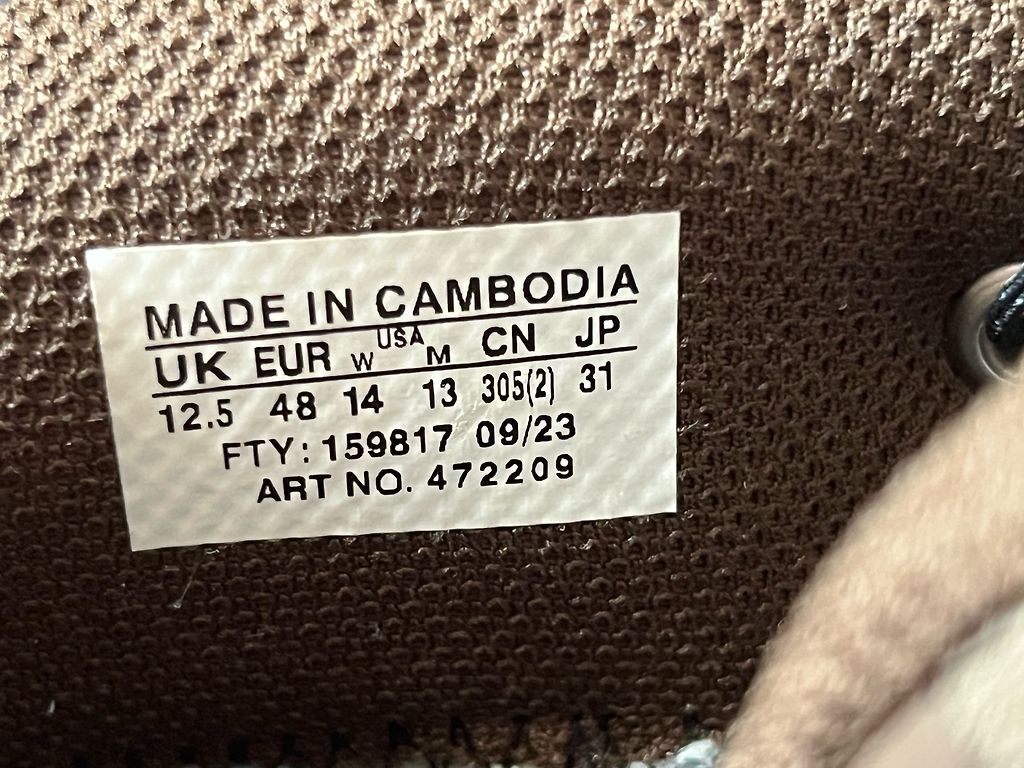 MADE IN CAMBODIA
UK EUR W USA M CN JP
12.5 48 14 13 305(2) 31
FTY: 159817 09/23
ART NO. 472209